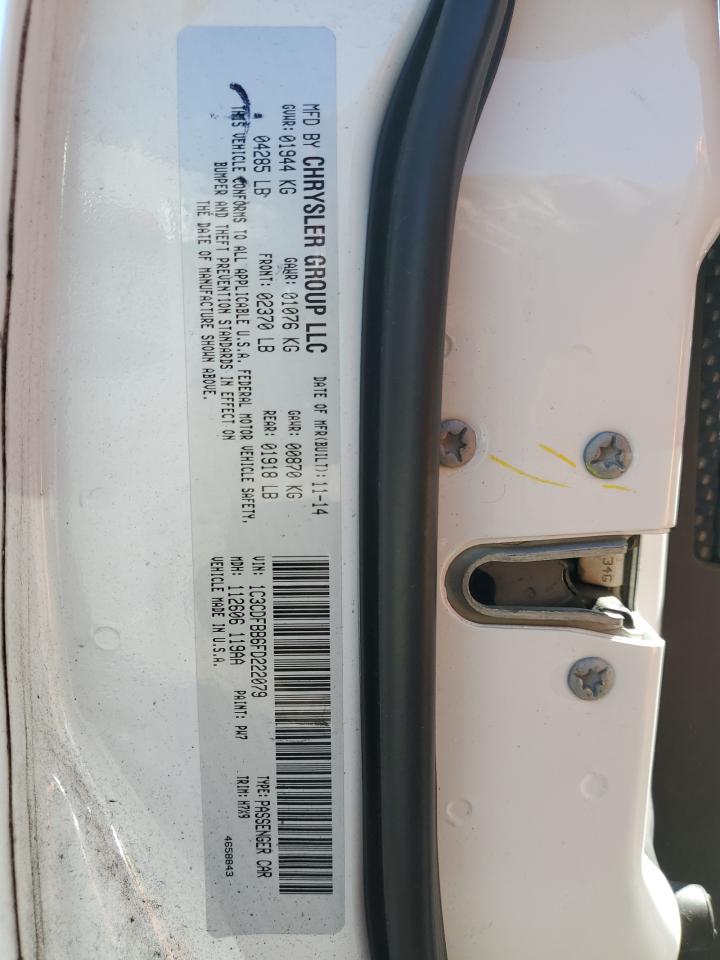 MFD BY CHRYSLER GROUP LLC DATE OF MFR(BUILT): 11-14
GVWR: 01944 KG GAWR: 01076 KG GAWR: 00870 KG
04285 LB FRONT: 02370 LB REAR: 01918 LB
THIS VEHICLE CONFORMS TO ALL APPLICABLE U.S.A. FEDERAL MOTOR VEHICLE SAFETY,
BUMPER AND THEFT PREVENTION STANDARDS IN EFFECT ON
THE DATE OF MANUFACTURE SHOWN ABOVE.
VIN: 1C3CDFBB6FD222079 TYPE: PASSENGER CAR
MDH: 112606 119AA PAINT: PW7 TRIM: H7X9
VEHICLE MADE IN U.S.A. 4658843
34G